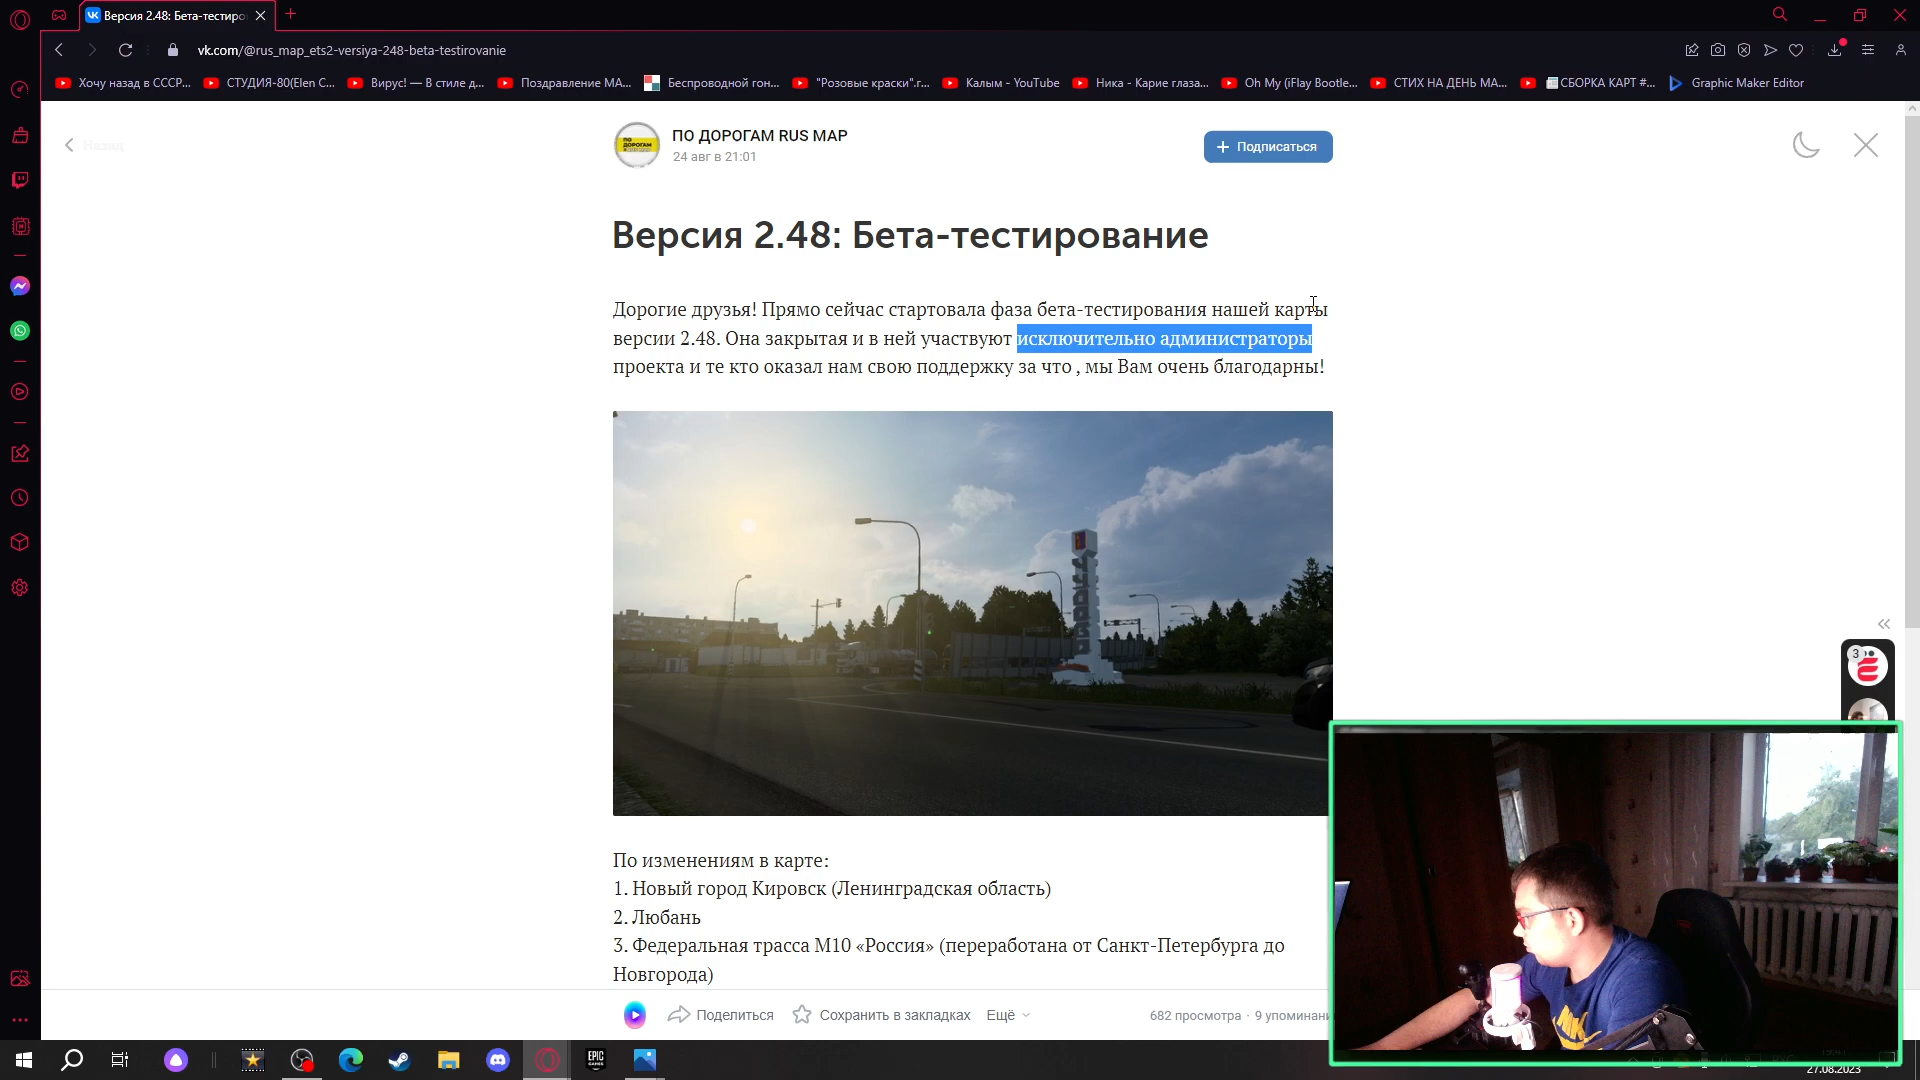 Версия 2.48: Бета-тестиро
vk.com/@rus_map_ets2-versiya-248-beta-testirovanie
Хочу назад в СССР...
СТУДИЯ-80(Elen C...
Вирус! — В стиле д...
Поздравление МА...
Беспроводной гон...
"Розовые краски".г...
Калым - YouTube
Ника - Карие глаза...
Oh My (iFlay Bootle...
СТИХ НА ДЕНЬ МА...
СБОРКА КАРТ #...
Graphic Maker Editor
Назад
ПО ДОРОГАМ RUS MAP
24 авг в 21:01
Подписаться
Версия 2.48: Бета-тестирование
Дорогие друзья! Прямо сейчас стартовала фаза бета-тестирования нашей карты
версии 2.48. Она закрытая и в ней участвуют исключительно администраторы
проекта и те кто оказал нам свою поддержку за что , мы Вам очень благодарны!
ЧУДОВО
3
По изменениям в карте:
1. Новый город Кировск (Ленинградская область)
2. Любань
3. Федеральная трасса М10 «Россия» (переработана от Санкт-Петербурга до
Новгорода)
Поделиться
Сохранить в закладках
Ещё
682 просмотра · 9 упоминани
EPIC
GAMES
27.08.2023